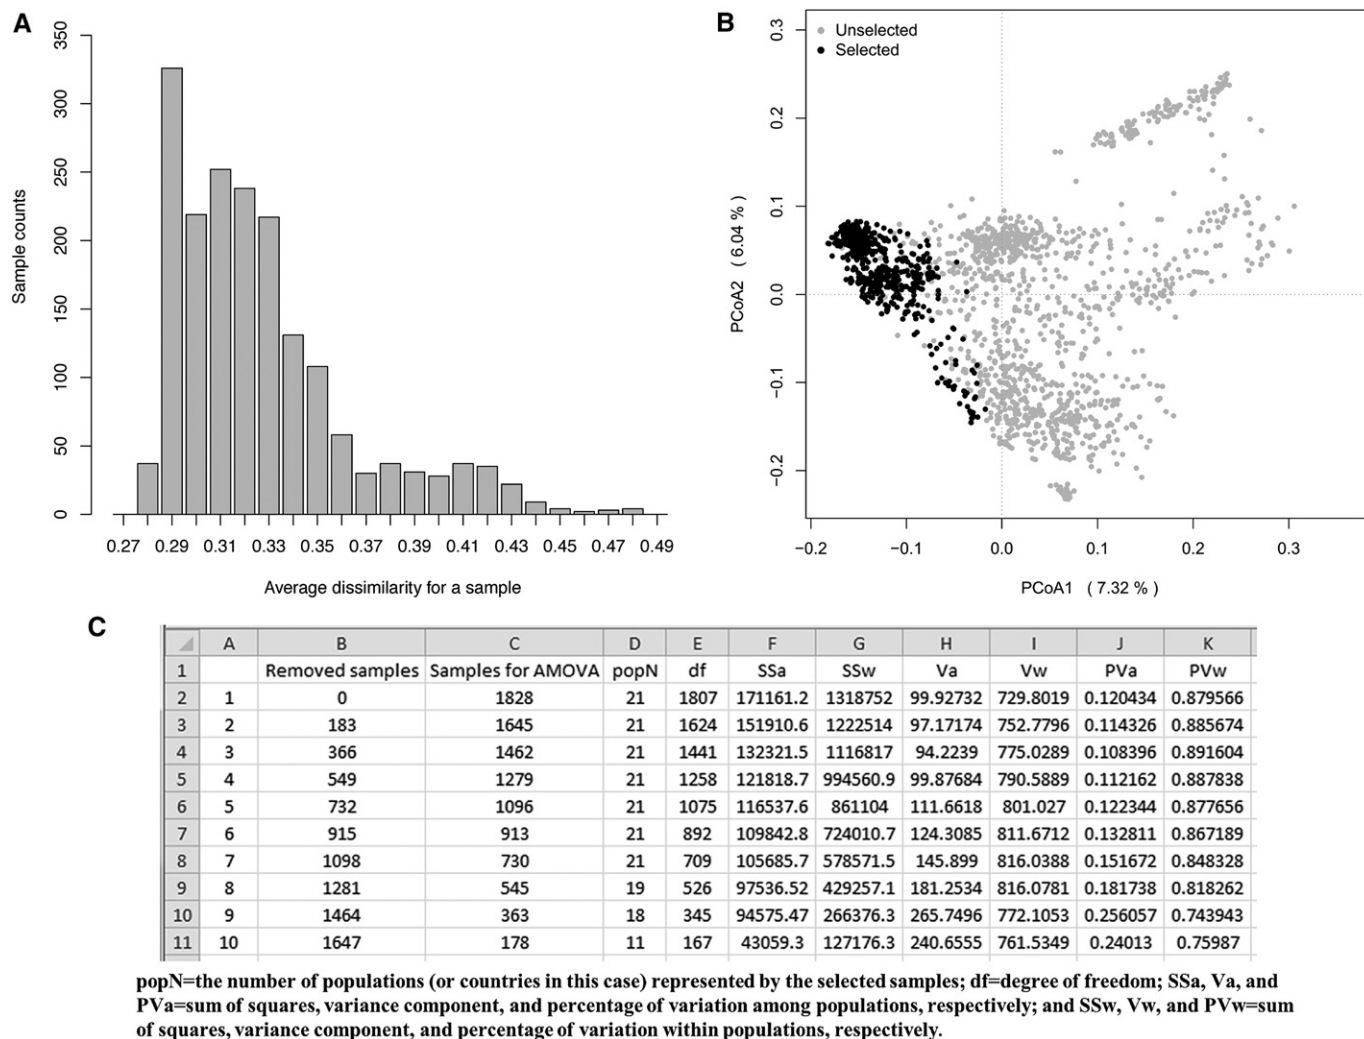 A
350
300
250
200
150
100
50
0
Sample counts
0.27 0.29 0.31 0.33 0.35 0.37 0.39 0.41 0.43 0.45 0.47 0.49
Average dissimilarity for a sample
B
Unselected
Selected
0.3
0.2
0.1
0.0
−0.1
−0.2
PCoA2 ( 6.04 % )
−0.2 −0.1 0.0 0.1 0.2 0.3
PCoA1 ( 7.32 % )
C
A B C D E F G H I J K
1 Removed samples Samples for AMOVA popN df SSa SSw Va Vw PVa PVw
2 1 0 1828 21 1807 171161.2 1318752 99.92732 729.8019 0.120434 0.879566
3 2 183 1645 21 1624 151910.6 1222514 97.17174 752.7796 0.114326 0.885674
4 3 366 1462 21 1441 132321.5 1116817 94.2239 775.0289 0.108396 0.891604
5 4 549 1279 21 1258 121818.7 994560.9 99.87684 790.5889 0.112162 0.887838
6 5 732 1096 21 1075 116537.6 861104 111.6618 801.027 0.122344 0.877656
7 6 915 913 21 892 109842.8 724010.7 124.3085 811.6712 0.132811 0.867189
8 7 1098 730 21 709 105685.7 578571.5 145.899 816.0388 0.151672 0.848328
9 8 1281 545 19 526 97536.52 429257.1 181.2534 816.0781 0.181738 0.818262
10 9 1464 363 18 345 94575.47 266376.3 265.7496 772.1053 0.256057 0.743943
11 10 1647 178 11 167 43059.3 127176.3 240.6555 761.5349 0.24013 0.75987
popN=the number of populations (or countries in this case) represented by the selected samples; df=degree of freedom; SSa, Va, and
PVa=sum of squares, variance component, and percentage of variation among populations, respectively; and SSw, Vw, and PVw=sum
of squares, variance component, and percentage of variation within populations, respectively.